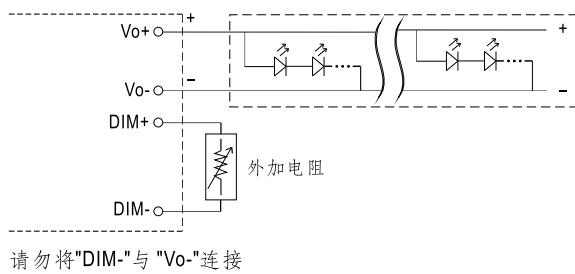 Vo+
+
+
Vo-
−
−
DIM+
外加电阻
DIM-
请勿将"DIM-"与 "Vo-"连接